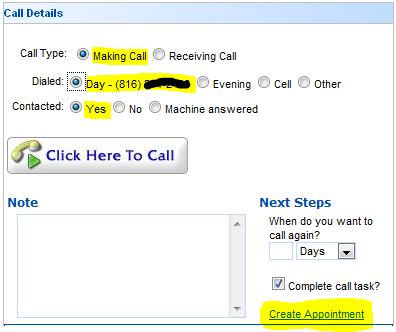 Call Details
Call Type: Making Call Receiving Call
Dialed: Day - (816) Evening Cell Other
Contacted: Yes No Machine answered
Click Here To Call
Note Next Steps
When do you want to
call again?
Days
Complete call task?
Create Appointment